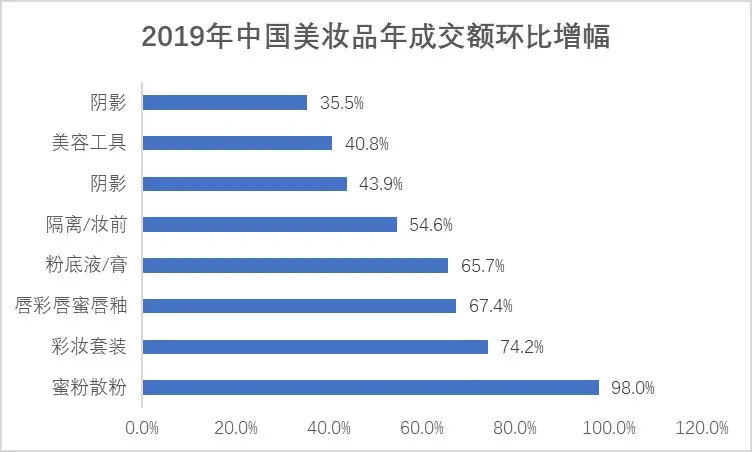 2019年中国美妆品年成交额环比增幅
阴影 35.5%
美容工具 40.8%
阴影 43.9%
隔离/妆前 54.6%
粉底液/膏 65.7%
唇彩唇蜜唇釉 67.4%
彩妆套装 74.2%
蜜粉散粉 98.0%
0.0% 20.0% 40.0% 60.0% 80.0% 100.0% 120.0%